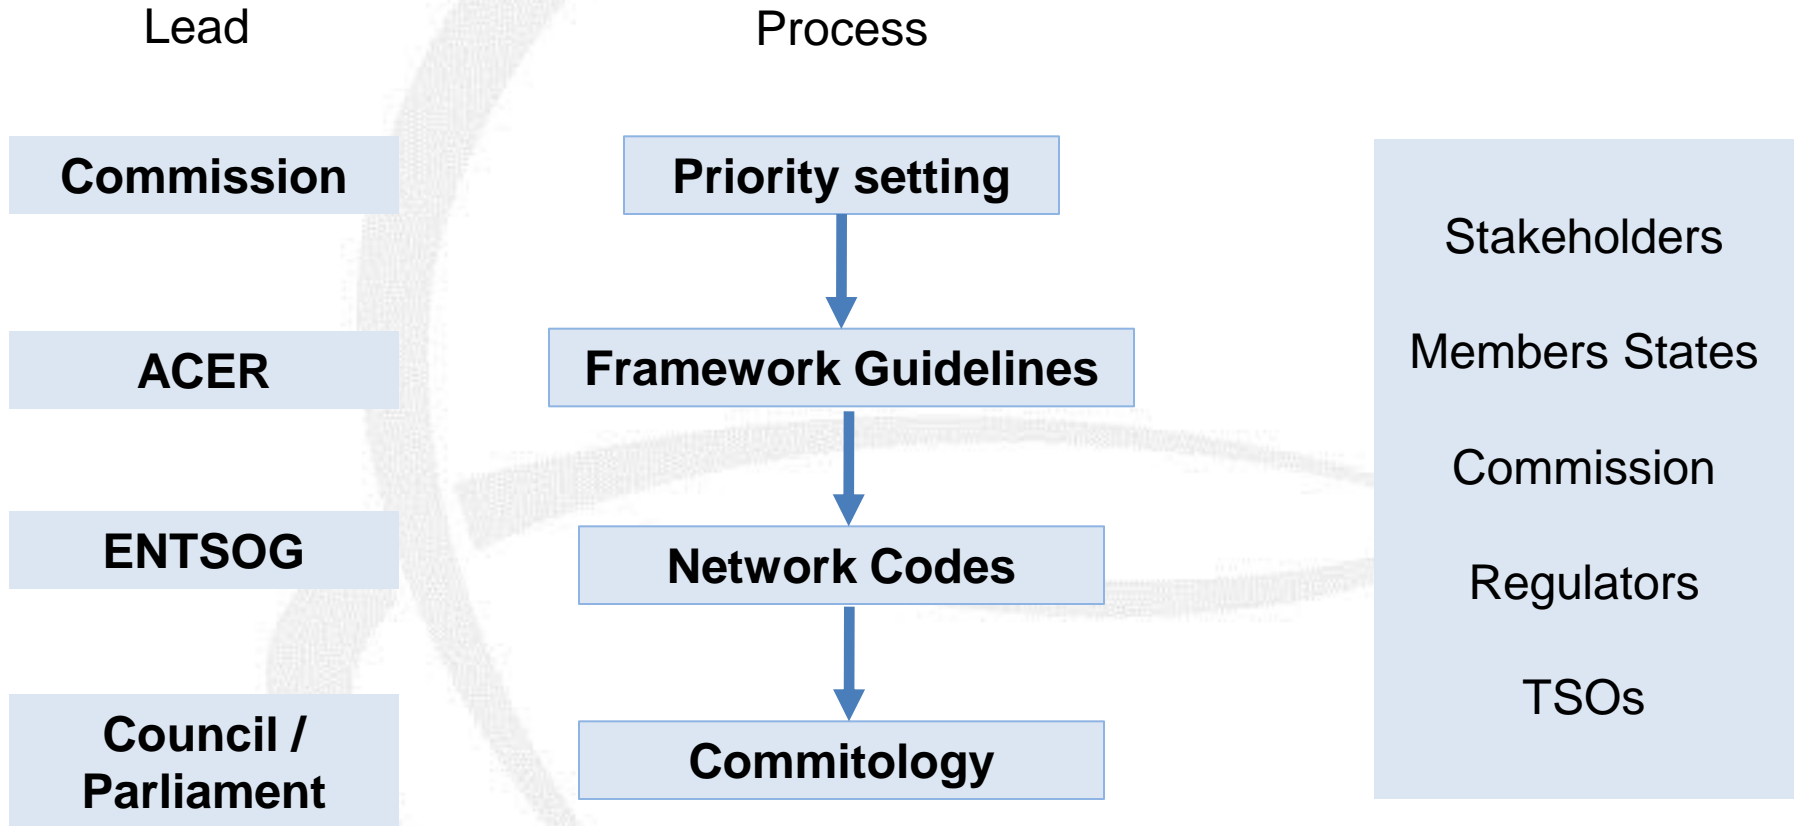 Lead
Process
Commission
Priority setting
ACER
Framework Guidelines
ENTSOG
Network Codes
Council /
Parliament
Commitology
Stakeholders
Members States
Commission
Regulators
TSOs